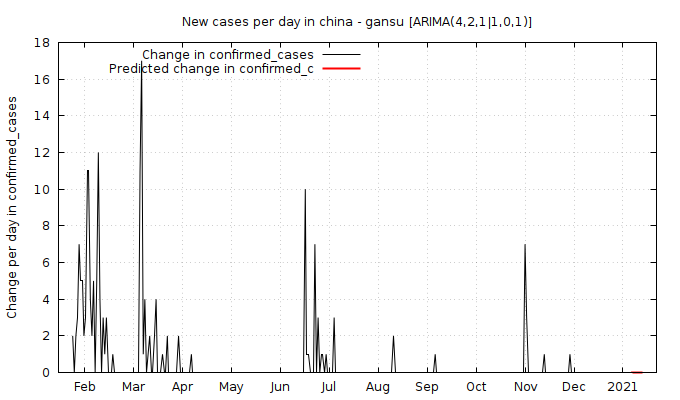 New cases per day in china - gansu [ARIMA(4,2,1|1,0,1)]
Change in confirmed_cases
Predicted change in confirmed_c
Change per day in confirmed_cases
18
16
14
12
10
8
6
4
2
0
Feb Mar Apr May Jun Jul Aug Sep Oct Nov Dec 2021